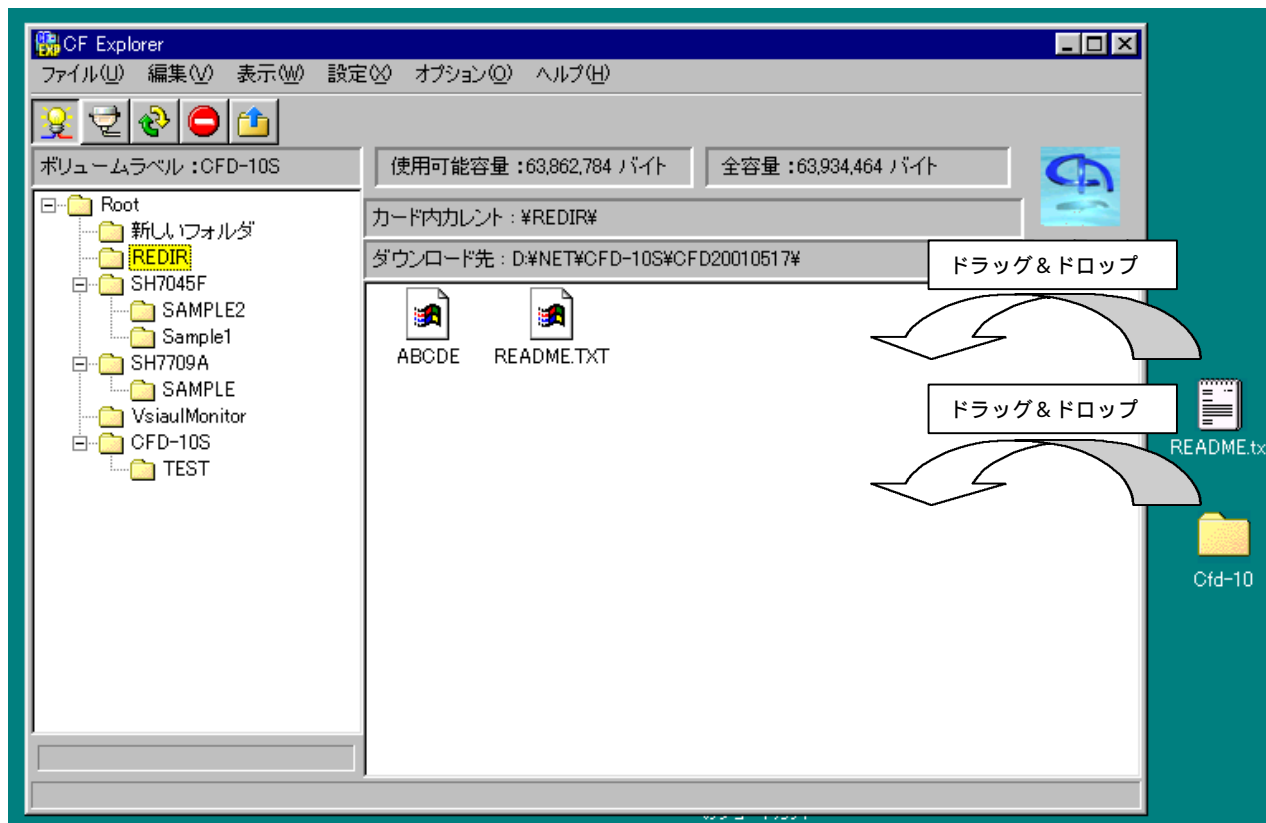 CF Explorer
ファイル(U) 編集(V) 表示(W) 設定(X) オプション(O) ヘルプ(H)
ボリュームラベル :CFD-10S
使用可能容量 :63,862,784 バイト
全容量 :63,934,464 バイト
カード内カレント : ¥REDIR¥
ダウンロード先 : D:¥NET¥CFD-10S¥CFD20010517¥
Root
新しいフォルダ
REDIR
SH7045F
SAMPLE2
Sample1
SH7709A
SAMPLE
VsiaulMonitor
CFD-10S
TEST
ABCDE
README.TXT
ドラッグ&ドロップ
ドラッグ&ドロップ
README.tx
Cfd-10